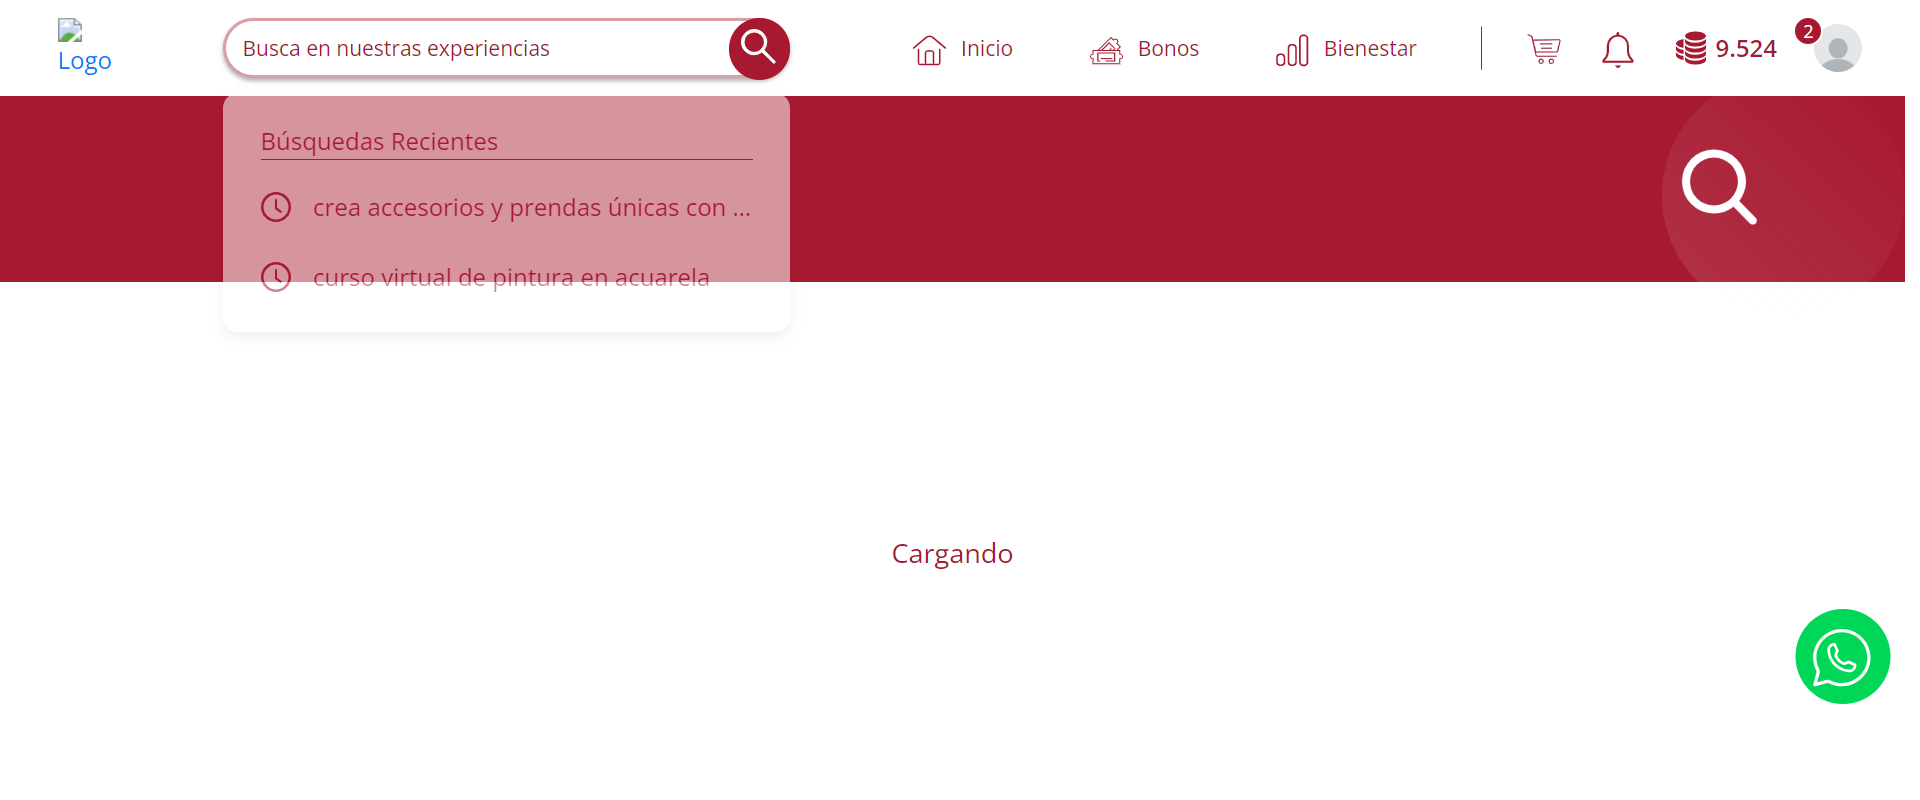 Logo
Busca en nuestras experiencias
Inicio
Bonos
Bienestar
9.524
2
Búsquedas Recientes
crea accesorios y prendas únicas con ...
curso virtual de pintura en acuarela
Cargando